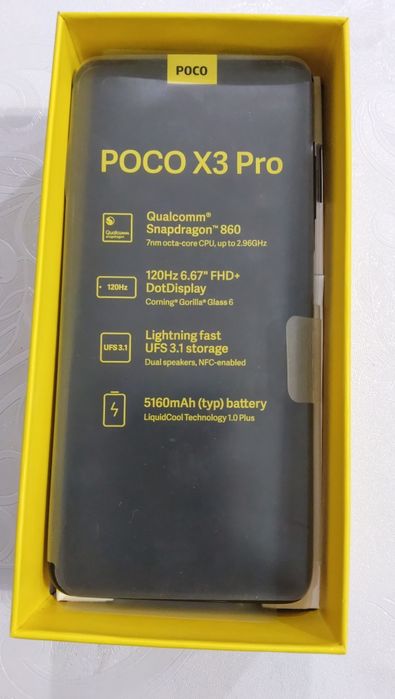 POCO
POCO X3 Pro
Qualcomm®
Snapdragon™ 860
7nm octa-core CPU, up to 2.96GHz
Qualcomm
snapdragon
120Hz 6.67" FHD+
DotDisplay
Corning® Gorilla® Glass 6
120Hz
Lightning fast
UFS 3.1 storage
Dual speakers, NFC-enabled
UFS 3.1
5160mAh (typ) battery
LiquidCool Technology 1.0 Plus